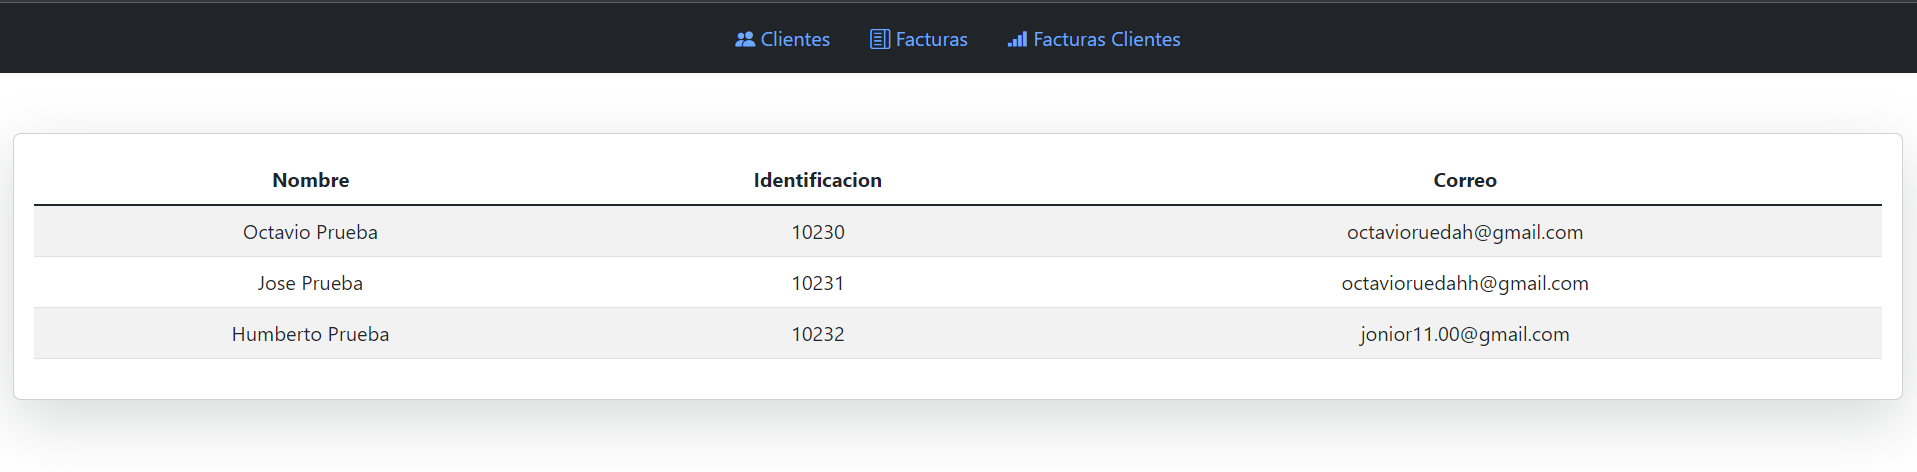 Clientes Facturas Facturas Clientes
Nombre Identificacion Correo
Octavio Prueba 10230 octavioruedah@gmail.com
Jose Prueba 10231 octavioruedahh@gmail.com
Humberto Prueba 10232 jonior11.00@gmail.com